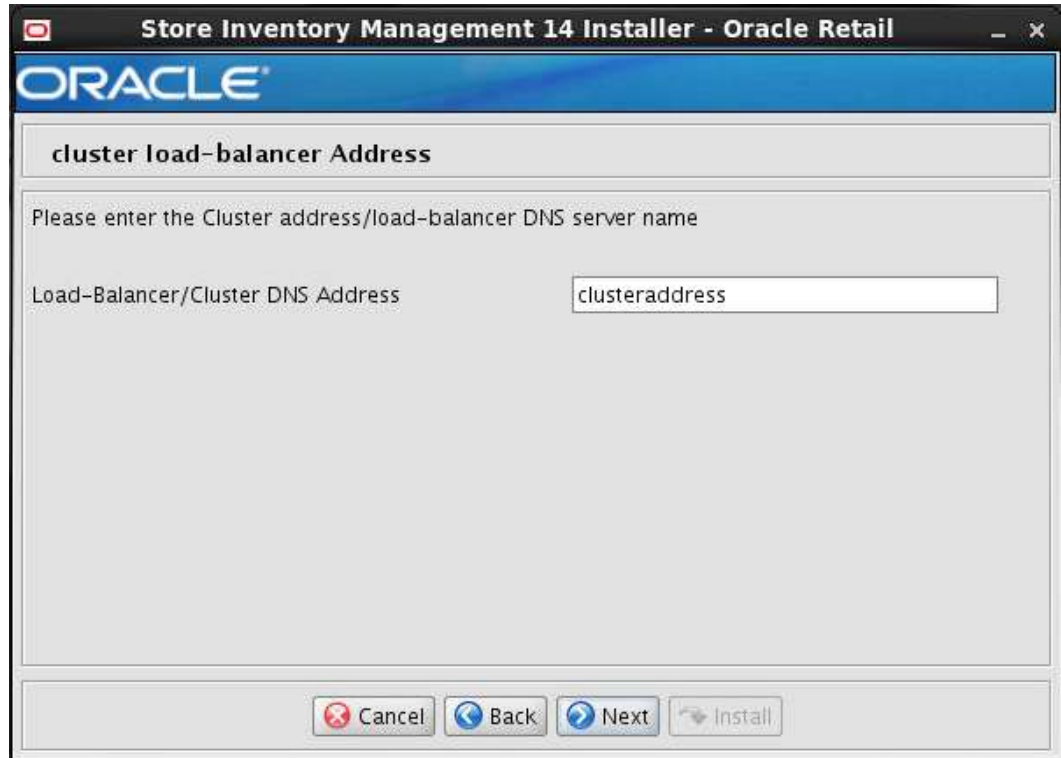 Store Inventory Management 14 Installer - Oracle Retail
ORACLE®
cluster load-balancer Address
Please enter the Cluster address/load-balancer DNS server name
Load-Balancer/Cluster DNS Address clusteraddress
Cancel Back Next Install